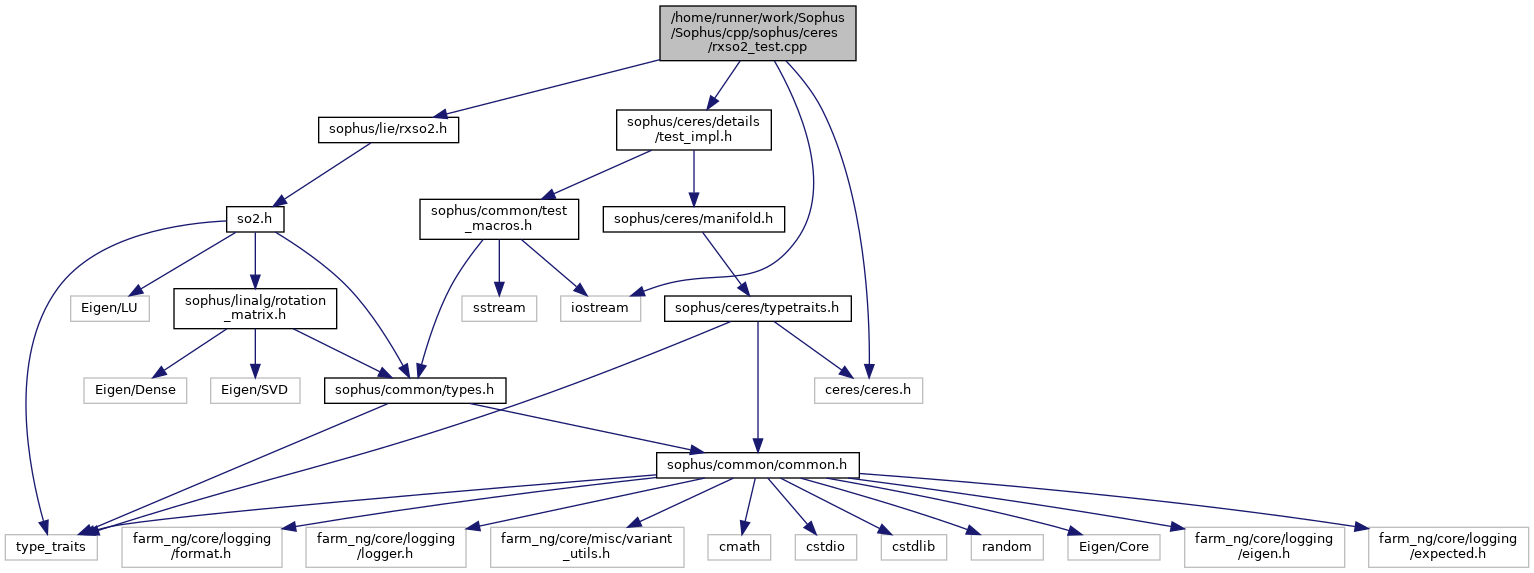 /home/runner/work/Sophus
/Sophus/cpp/sophus/ceres
/rxso2_test.cpp
sophus/lie/rxso2.h
sophus/ceres/details
/test_impl.h
so2.h
sophus/common/test
_macros.h
sophus/ceres/manifold.h
Eigen/LU
sophus/linalg/rotation
_matrix.h
sstream
iostream
sophus/ceres/typetraits.h
Eigen/Dense
Eigen/SVD
sophus/common/types.h
ceres/ceres.h
sophus/common/common.h
type_traits
farm_ng/core/logging
/format.h
farm_ng/core/logging
/logger.h
farm_ng/core/misc/variant
_utils.h
cmath
cstdio
cstdlib
random
Eigen/Core
farm_ng/core/logging
/eigen.h
farm_ng/core/logging
/expected.h